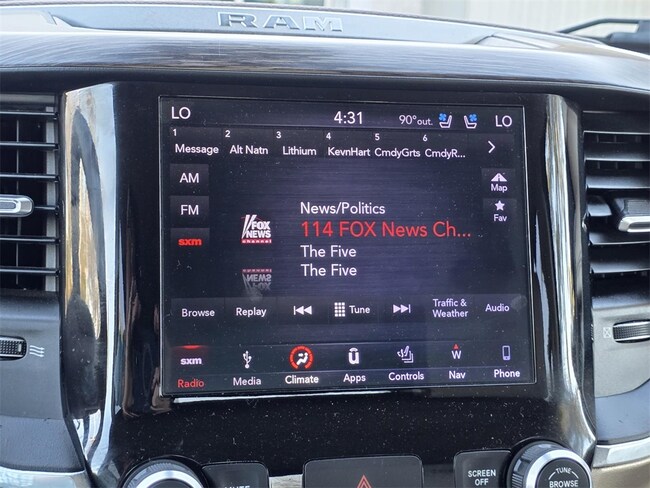 RAM
LO 4:31 90°out. LO
1 2 3 4 5 6
Message Alt Natn Lithium KevnHart CmdyGrts CmdyR...
AM
Map
FM
Fav
sxm
FOX
NEWS
channel
News/Politics
114 FOX News Ch...
The Five
The Five
Browse Replay Tune Traffic & Weather Audio
sxm W
Radio Media Climate Apps Controls Nav Phone
MUTE SCREEN OFF TUNE
BROWSE